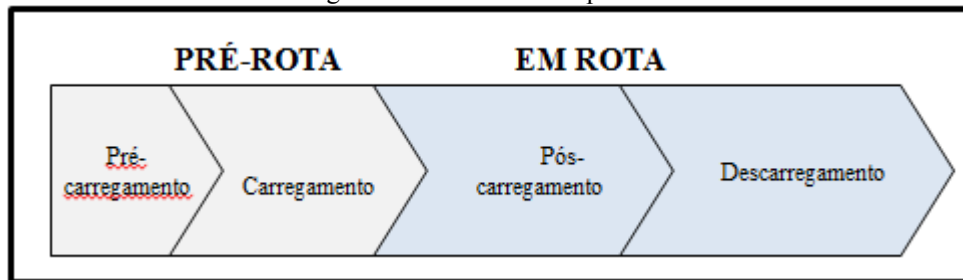 PRÉ-ROTA EM ROTA
Pré-
carregamento
Carregamento
Pós-
carregamento
Descarregamento